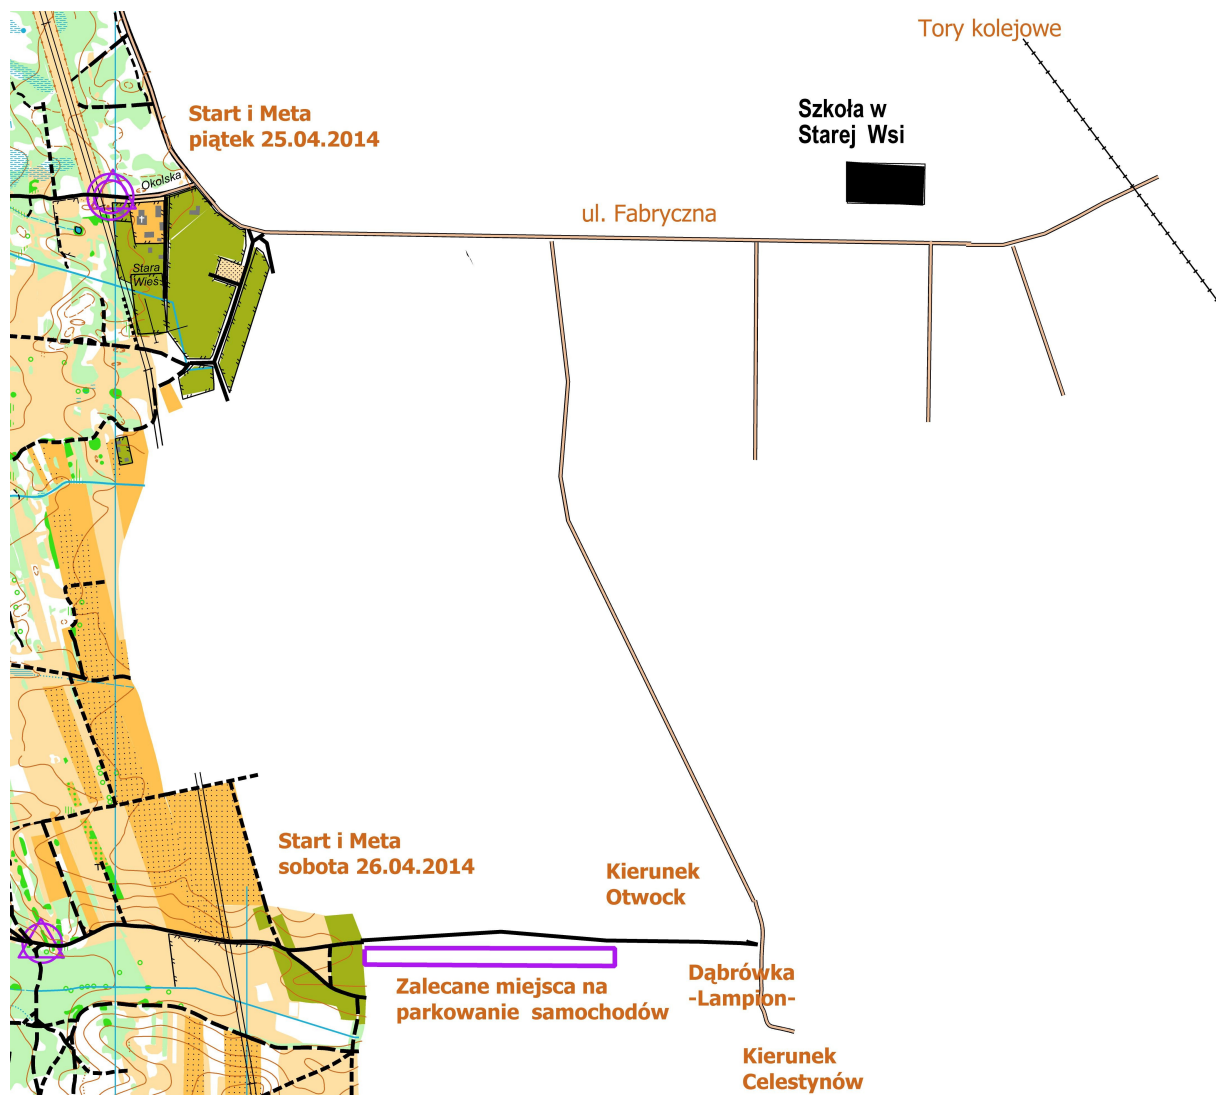 Tory kolejowe
Start i Meta
piątek 25.04.2014
Szkoła w
Starej Wsi
Okolska
ul. Fabryczna
Stara
Wieś
Start i Meta
sobota 26.04.2014
Kierunek
Otwock
Zalecane miejsca na
parkowanie samochodów
Dąbrówka
-Lampion-
Kierunek
Celestynów